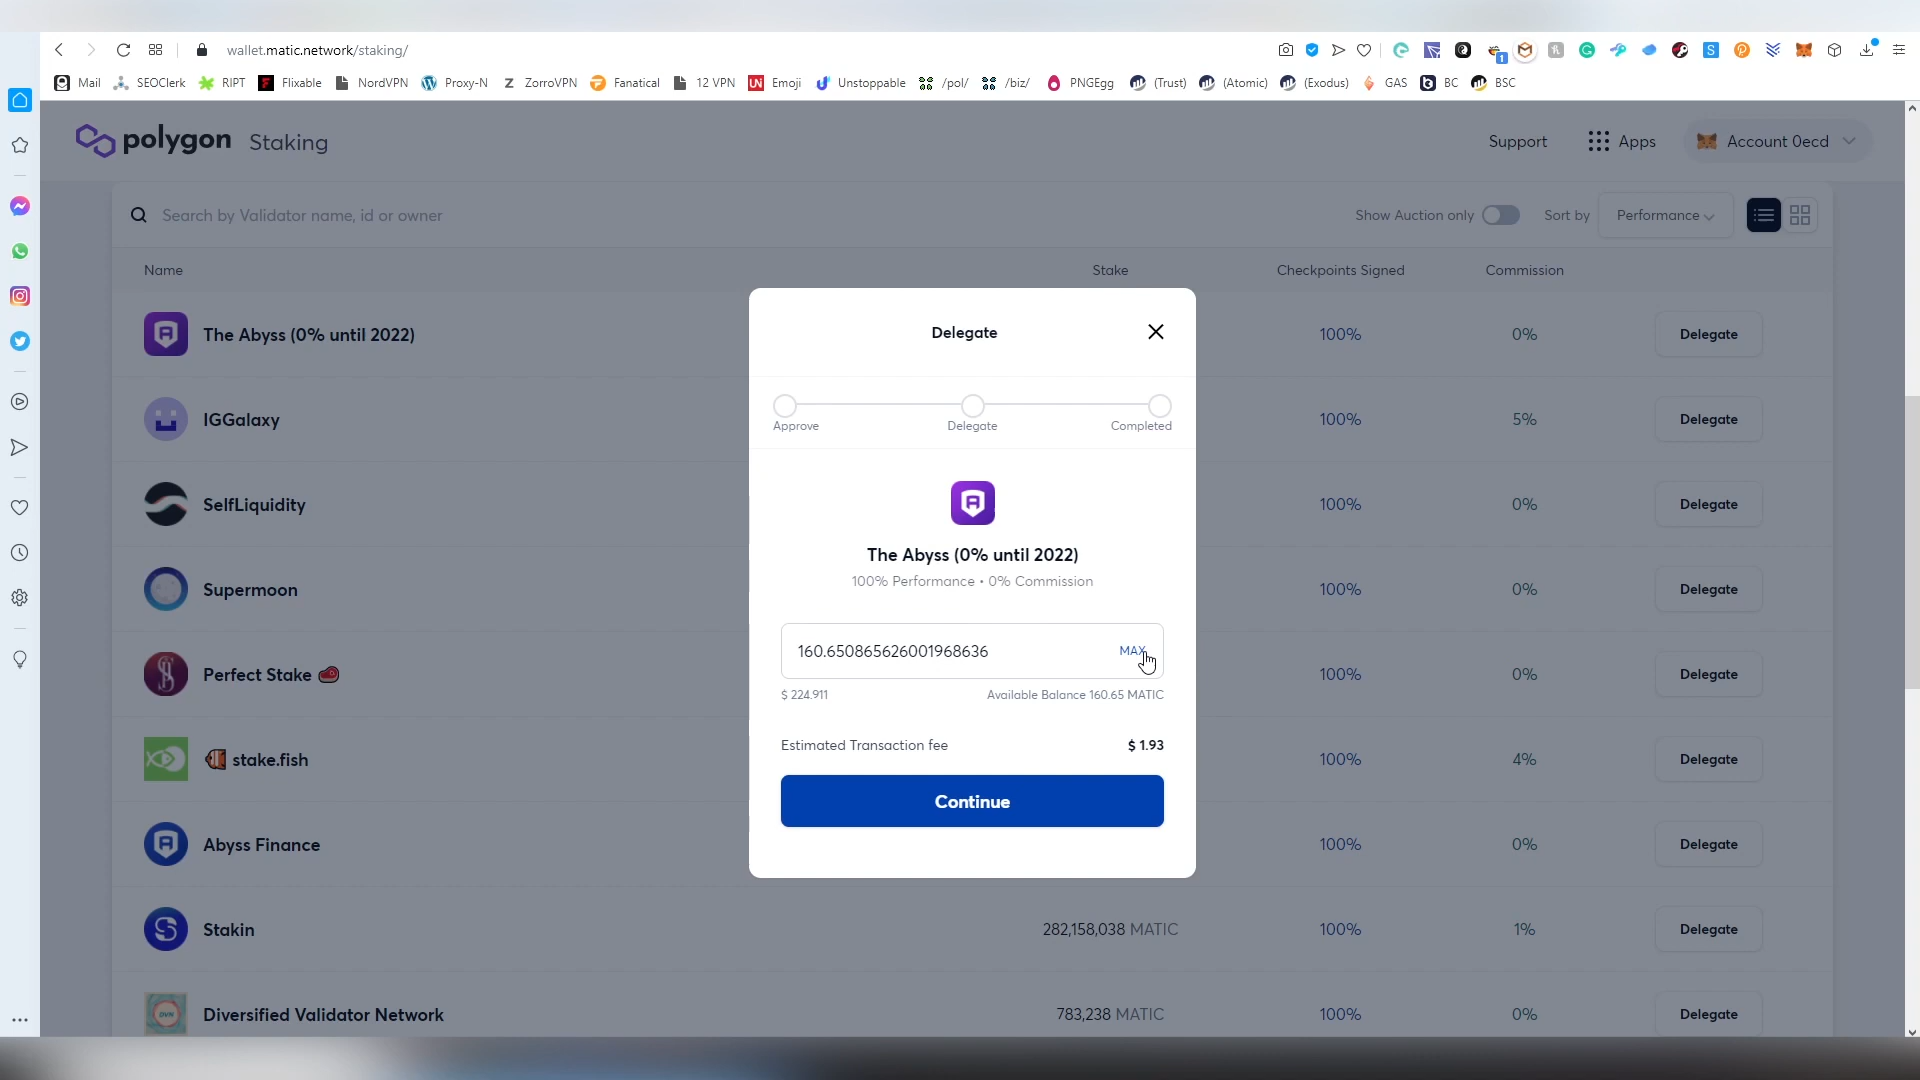 wallet.matic.network/staking/
1
Mail SEOClerk RIPT Flixable NordVPN Proxy-N ZorroVPN Fanatical 12 VPN Emoji Unstoppable /pol/ /biz/ PNGEgg (Trust) (Atomic) (Exodus) GAS BC BSC
polygon Staking Support Apps Account 0ecd
Search by Validator name, id or owner Show Auction only Sort by Performance
Name Stake Checkpoints Signed Commission
The Abyss (0% until 2022) 100% 0% Delegate
IGGalaxy 100% 5% Delegate
SelfLiquidity 100% 0% Delegate
Supermoon 100% 0% Delegate
Perfect Stake 100% 0% Delegate
stake.fish 100% 4% Delegate
Abyss Finance 100% 0% Delegate
Stakin 282,158,038 MATIC 100% 1% Delegate
Diversified Validator Network 783,238 MATIC 100% 0% Delegate
Delegate
Approve Delegate Completed
The Abyss (0% until 2022)
100% Performance • 0% Commission
160.650865626001968636 MAX
$ 224.911 Available Balance 160.65 MATIC
Estimated Transaction fee $ 1.93
Continue